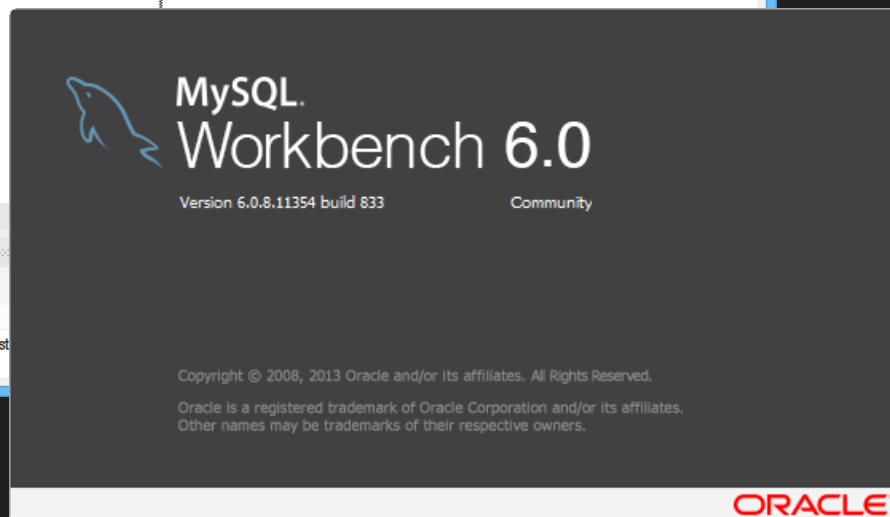 MySQL.
Workbench 6.0
Version 6.0.8.11354 build 833 Community
st
Copyright © 2008, 2013 Oracle and/or its affiliates. All Rights Reserved.
Oracle is a registered trademark of Oracle Corporation and/or its affiliates.
Other names may be trademarks of their respective owners.
ORACLE